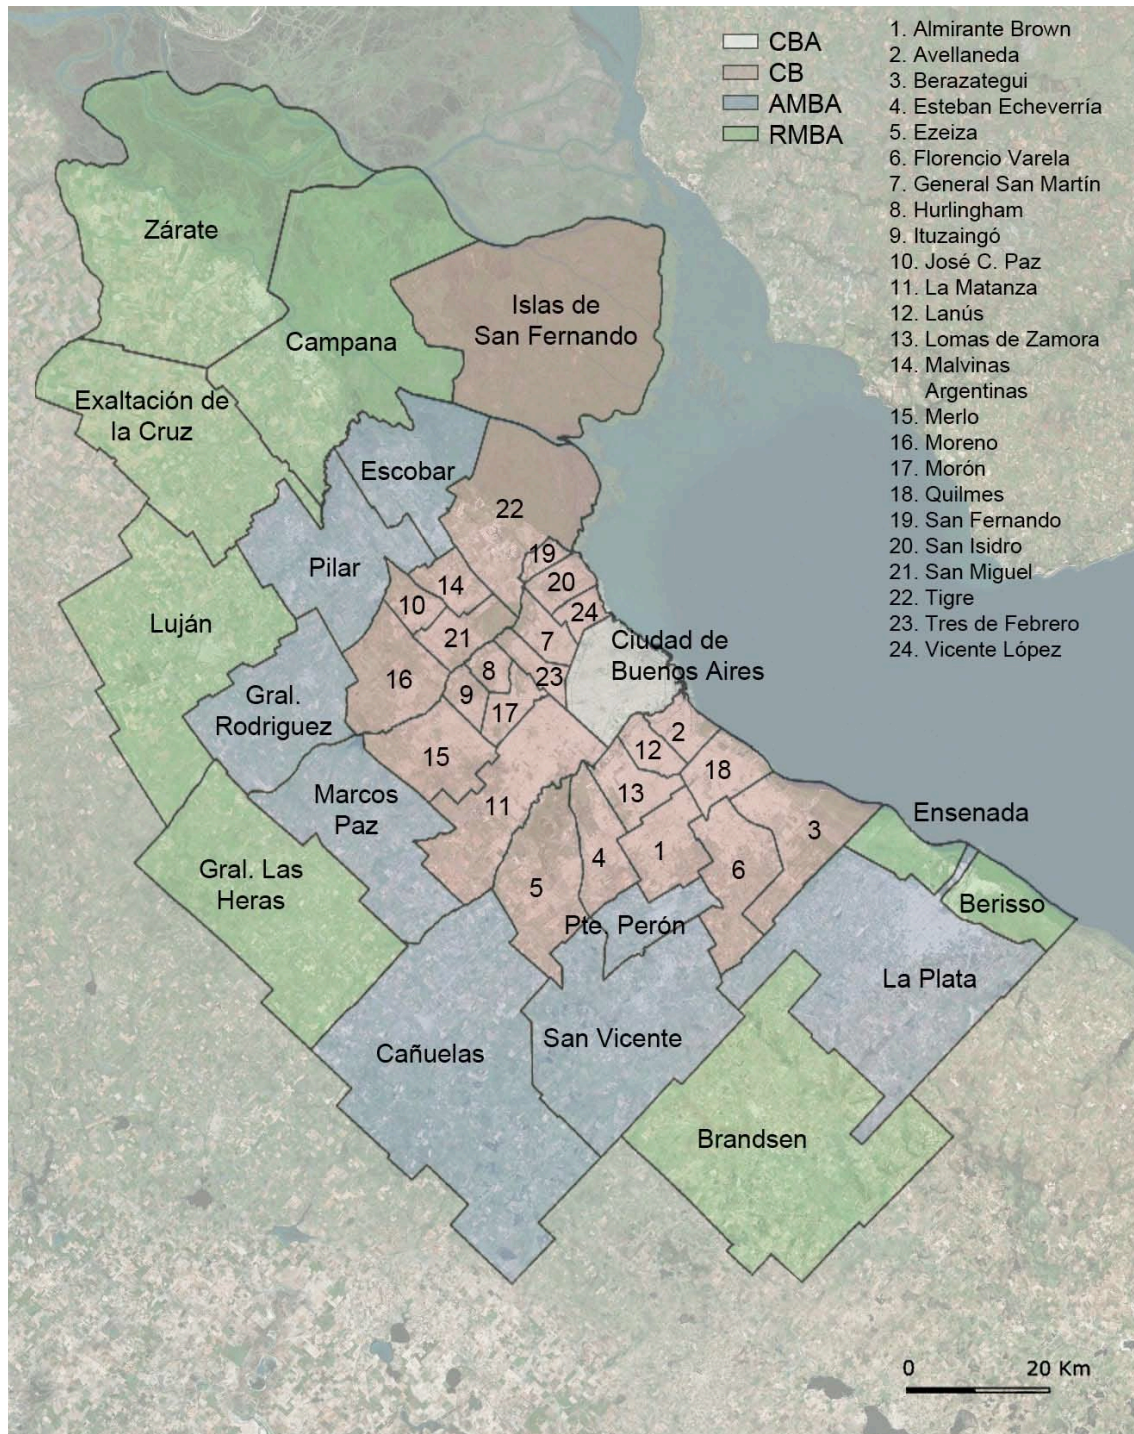 CBA
CB
AMBA
RMBA
1. Almirante Brown
2. Avellaneda
3. Berazategui
4. Esteban Echeverría
5. Ezeiza
6. Florencio Varela
7. General San Martín
8. Hurlingham
9. Ituzaingó
10. José C. Paz
11. La Matanza
12. Lanús
13. Lomas de Zamora
14. Malvinas
Argentinas
15. Merlo
16. Moreno
17. Morón
18. Quilmes
19. San Fernando
20. San Isidro
21. San Miguel
22. Tigre
23. Tres de Febrero
24. Vicente López
Zárate
Islas de
San Fernando
Campana
Exaltación de
la Cruz
Escobar
22
19
Pilar
20
14
10
24
Luján
21
7
Ciudad de
Buenos Aires
8
23
16
9
Gral.
Rodriguez
17
2
12
15
18
13
Marcos
Paz
11
Ensenada
3
1
4
6
Gral. Las
Heras
5
Berisso
Pte. Perón
La Plata
San Vicente
Cañuelas
Brandsen
0 20 Km